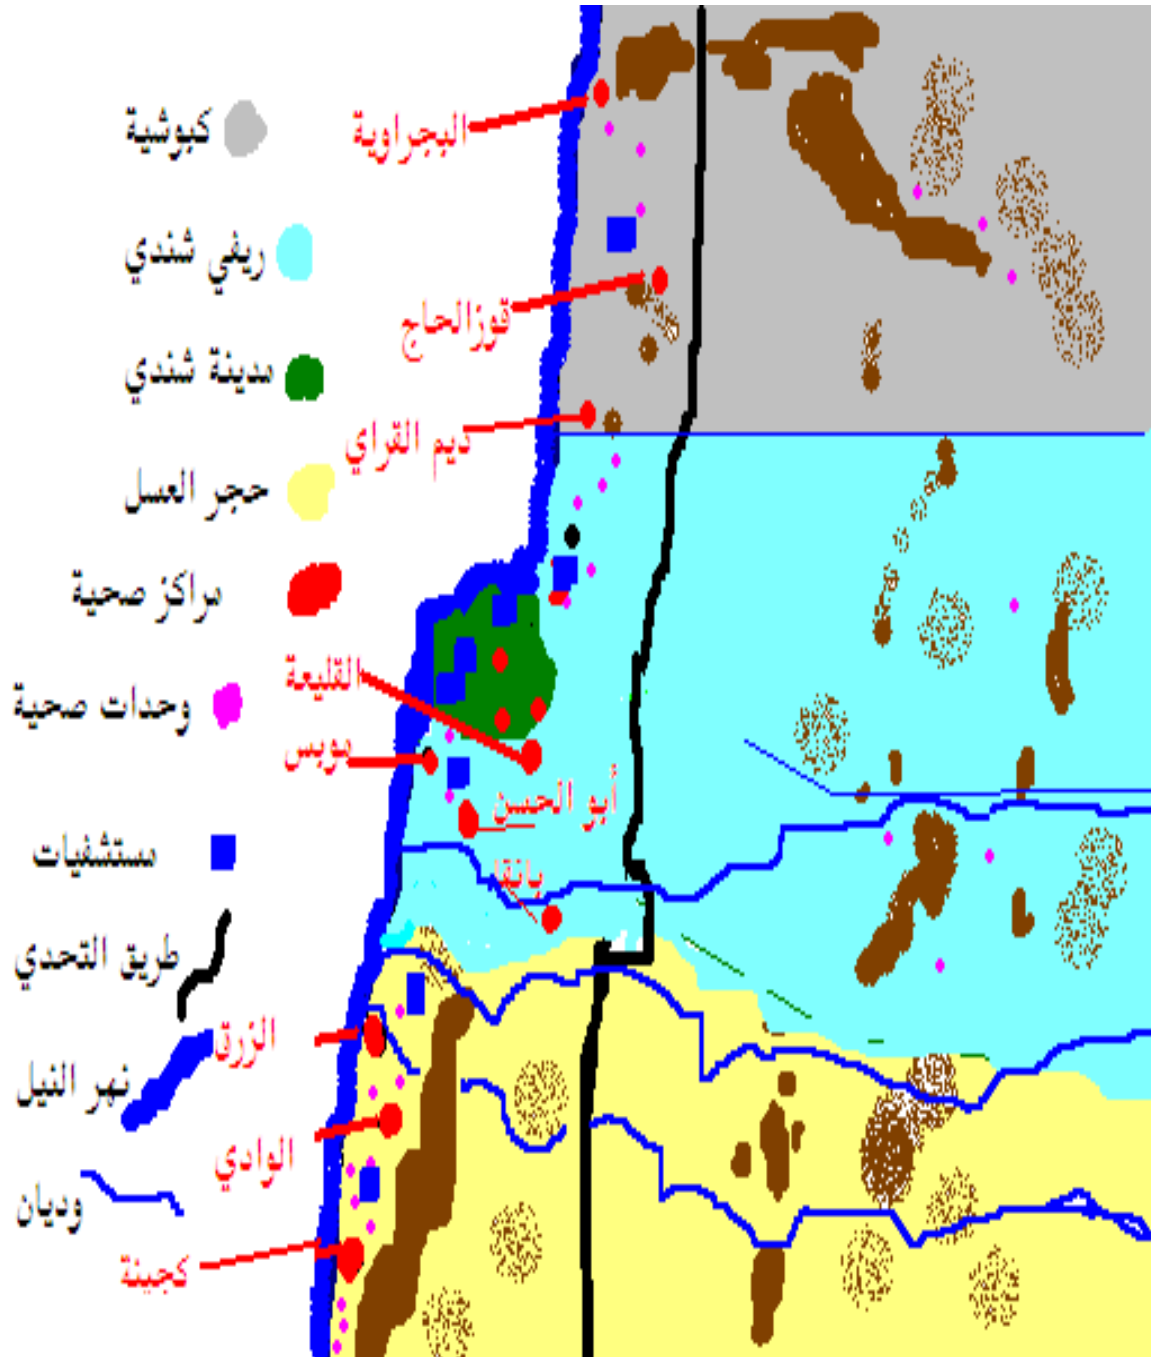 كبوشية
ريفي شندي
مدينة شندي
حجر العسل
مراكز صحية
وحدات صحية
مستشفيات
طريق التحدي
نهر النيل
وديان
البجراوية
قوزالحاج
ديم القراي
القليعة
موبس
أبو الحسن
بانقا
الزرق
الوادي
كجينة